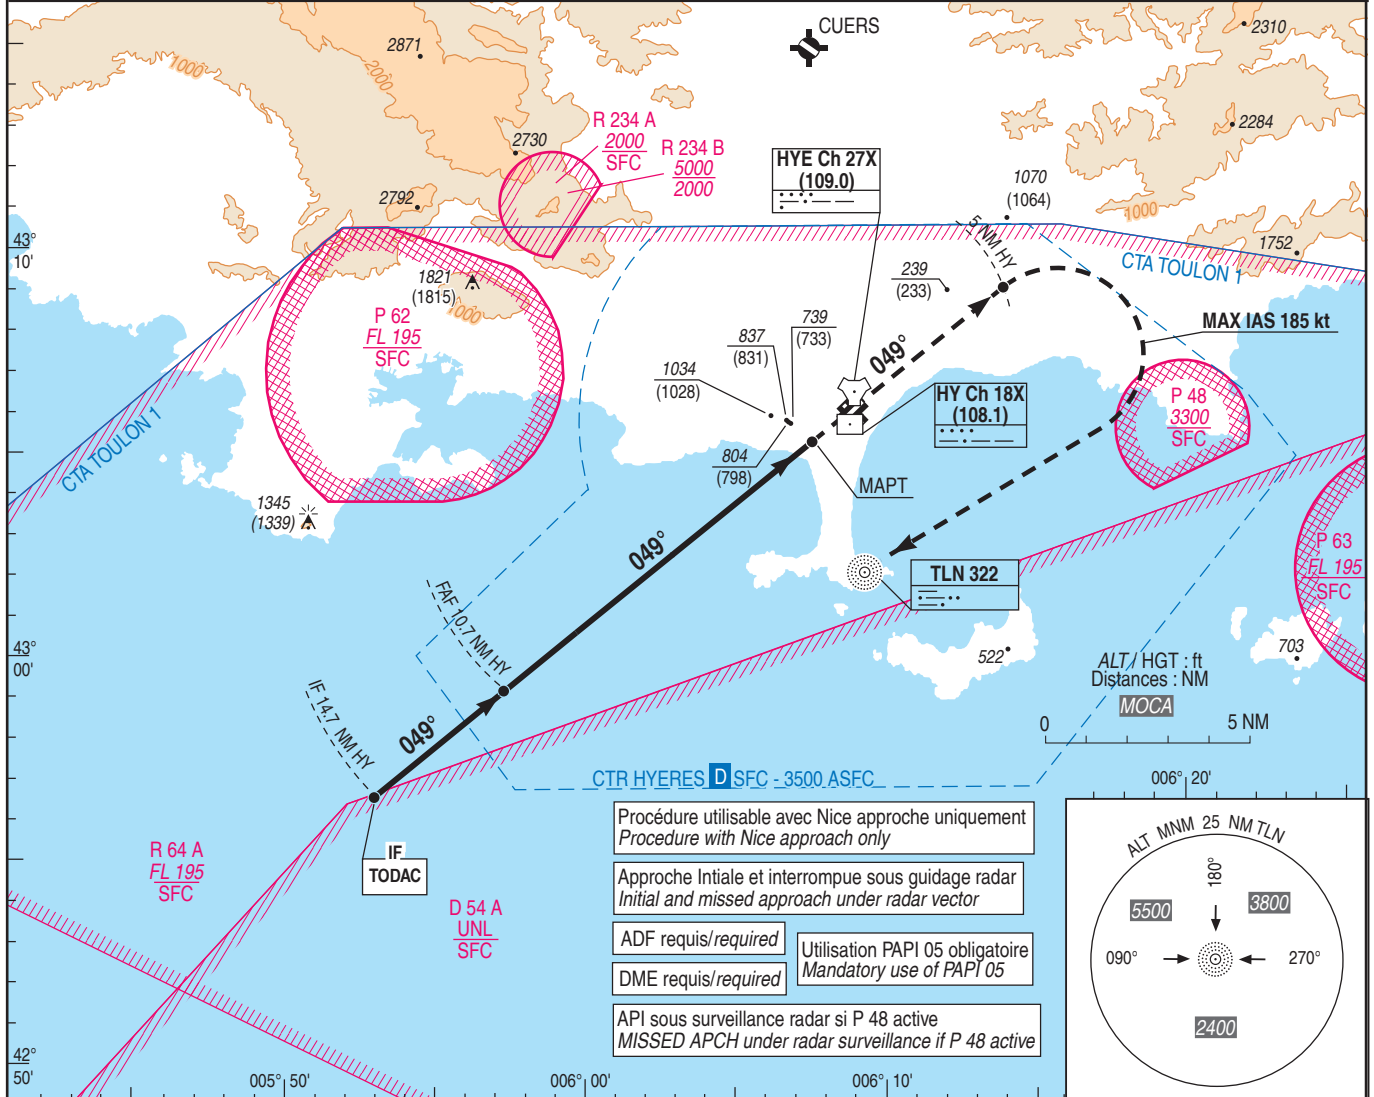 CUERS
2310
2871
1000
2000
2284
R 234 A
2000
SFC
R 234 B
5000
2000
2730
2792
HYE Ch 27X
(109.0)
1070
(1064)
1000
5 NM HY
1752
CTA TOULON 1
43°
10'
1821
(1815)
1000
239
(233)
P 62
FL 195
SFC
739
(733)
837
(831)
MAX IAS 185 kt
049°
1034
(1028)
HY Ch 18X
(108.1)
P 48
3300
SFC
CTA TOULON 1
804
(798)
MAPT
1345
(1339)
049°
P 63
FL 195
SFC
TLN 322
FAF 10.7 NM HY
43°
00'
522
703
ALT / HGT : ft
Distances : NM
MOCA
IF 14.7 NM HY
049°
0 5 NM
CTR HYERES D SFC - 3500 ASFC
006° 20'
Procédure utilisable avec Nice approche uniquement
Procedure with Nice approach only
IF
TODAC
R 64 A
FL 195
SFC
Approche Intiale et interrompue sous guidage radar
Initial and missed approach under radar vector
D 54 A
UNL
SFC
ADF requis/required
Utilisation PAPI 05 obligatoire
Mandatory use of PAPI 05
DME requis/required
API sous surveillance radar si P 48 active
MISSED APCH under radar surveillance if P 48 active
ALT MNM 25 NM TLN
180°
5500
3800
090°
270°
2400
42°
50'
005° 50'
006° 00'
006° 10'